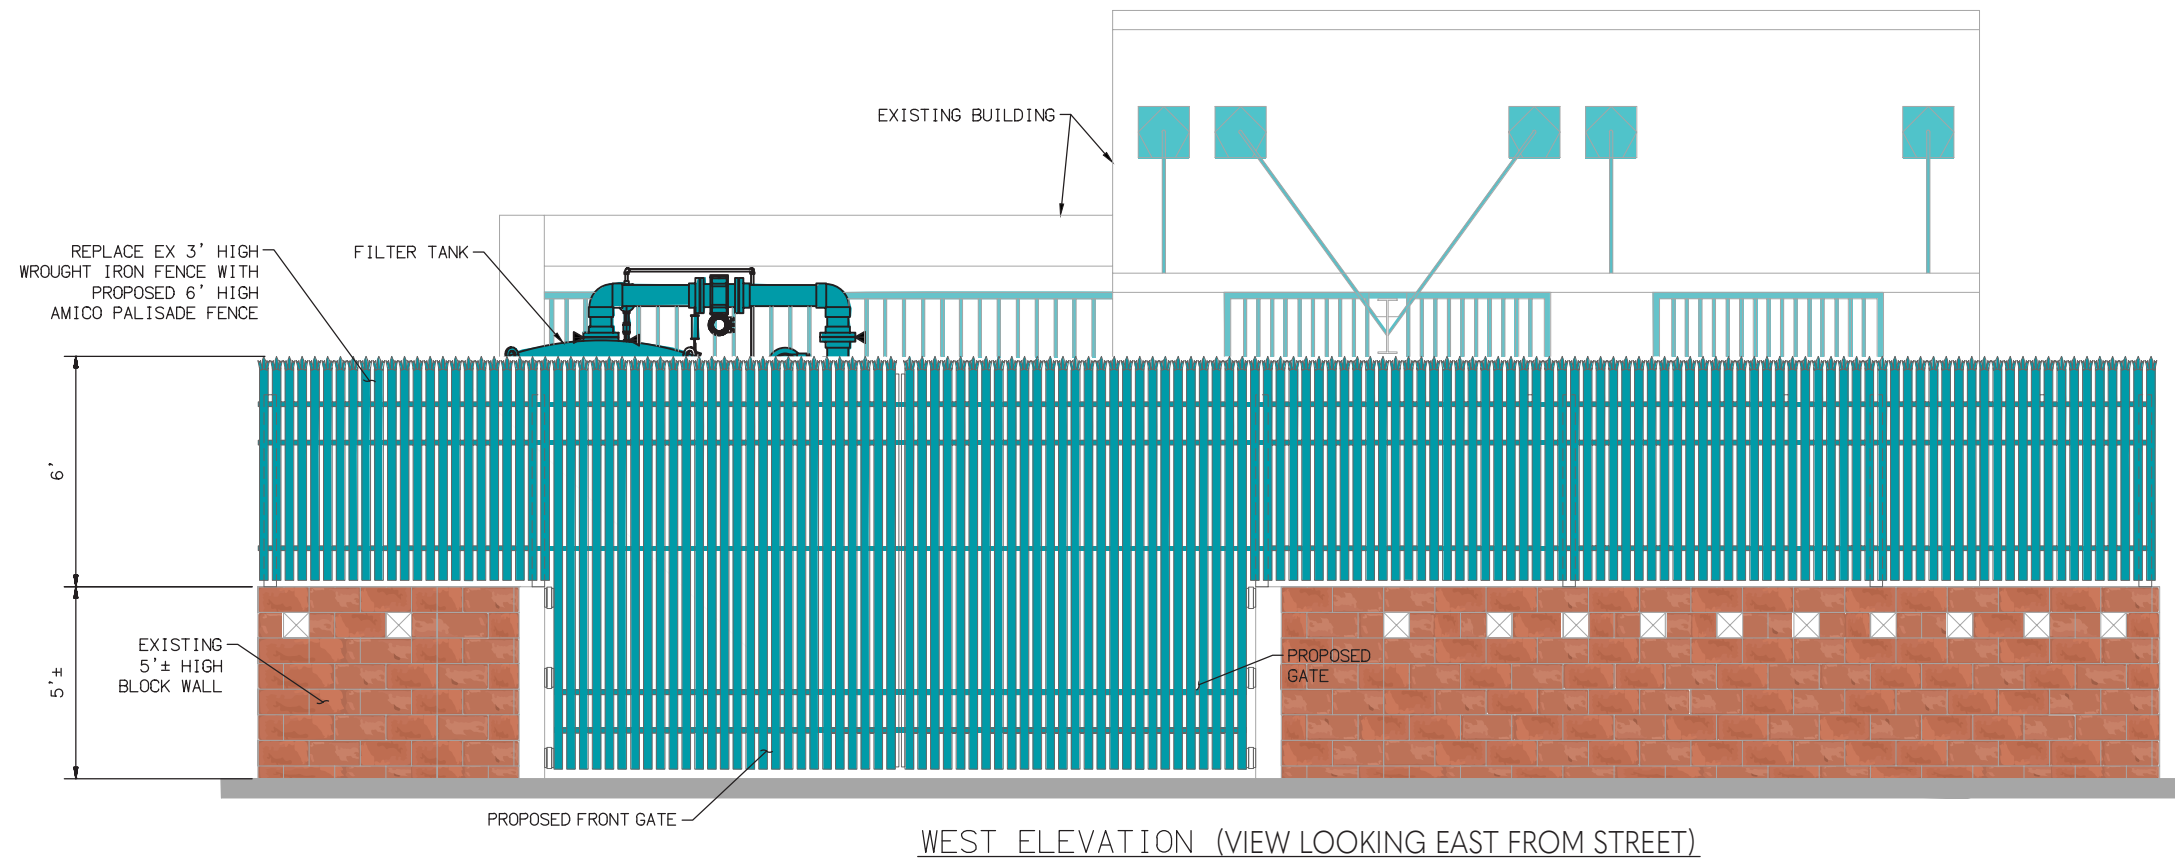 EXISTING BUILDING
REPLACE EX 3' HIGH
WROUGHT IRON FENCE WITH
PROPOSED 6' HIGH
AMICO PALISADE FENCE
FILTER TANK
6'
5'±
EXISTING
5'± HIGH
BLOCK WALL
PROPOSED
GATE
PROPOSED FRONT GATE
WEST ELEVATION (VIEW LOOKING EAST FROM STREET)